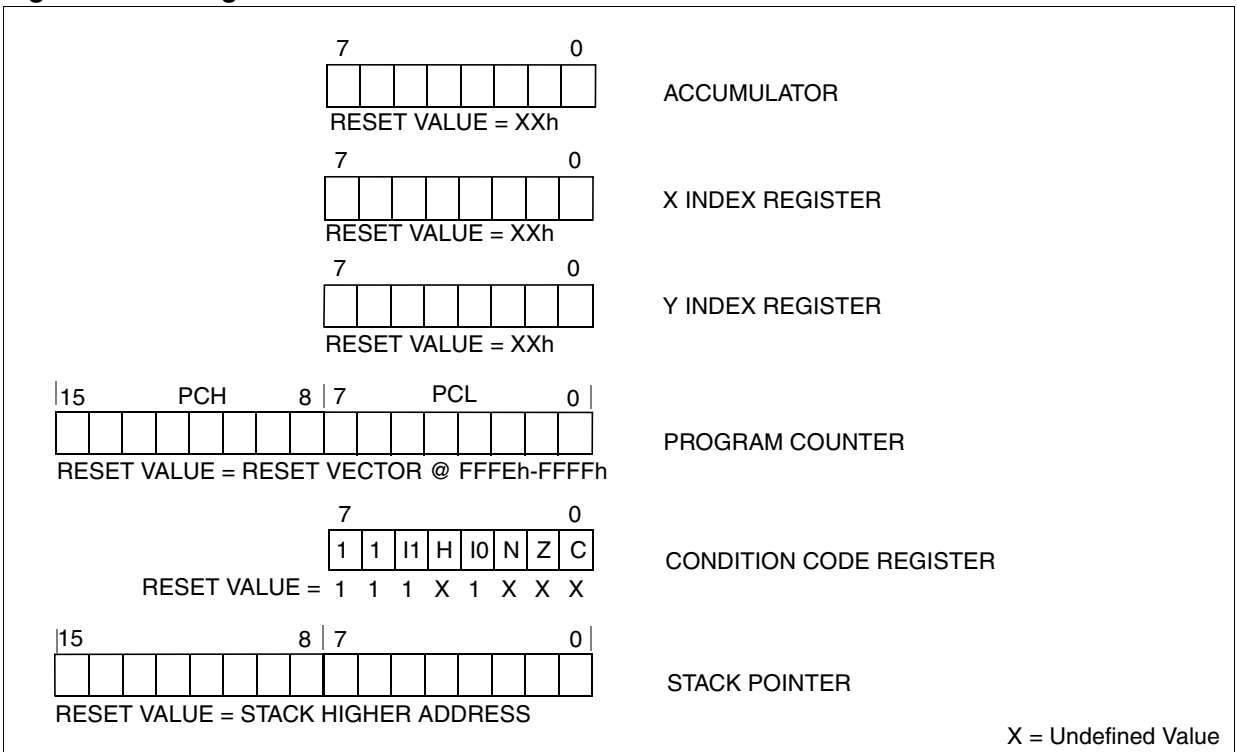 7 0
ACCUMULATOR
RESET VALUE = XXh
7 0
X INDEX REGISTER
RESET VALUE = XXh
7 0
Y INDEX REGISTER
RESET VALUE = XXh
15 PCH 8 7 PCL 0
PROGRAM COUNTER
RESET VALUE = RESET VECTOR @ FFFEh-FFFFh
7 0
1 1 I1 H I0 N Z C
CONDITION CODE REGISTER
RESET VALUE = 1 1 1 X 1 X X X
15 8 7 0
STACK POINTER
RESET VALUE = STACK HIGHER ADDRESS
X = Undefined Value